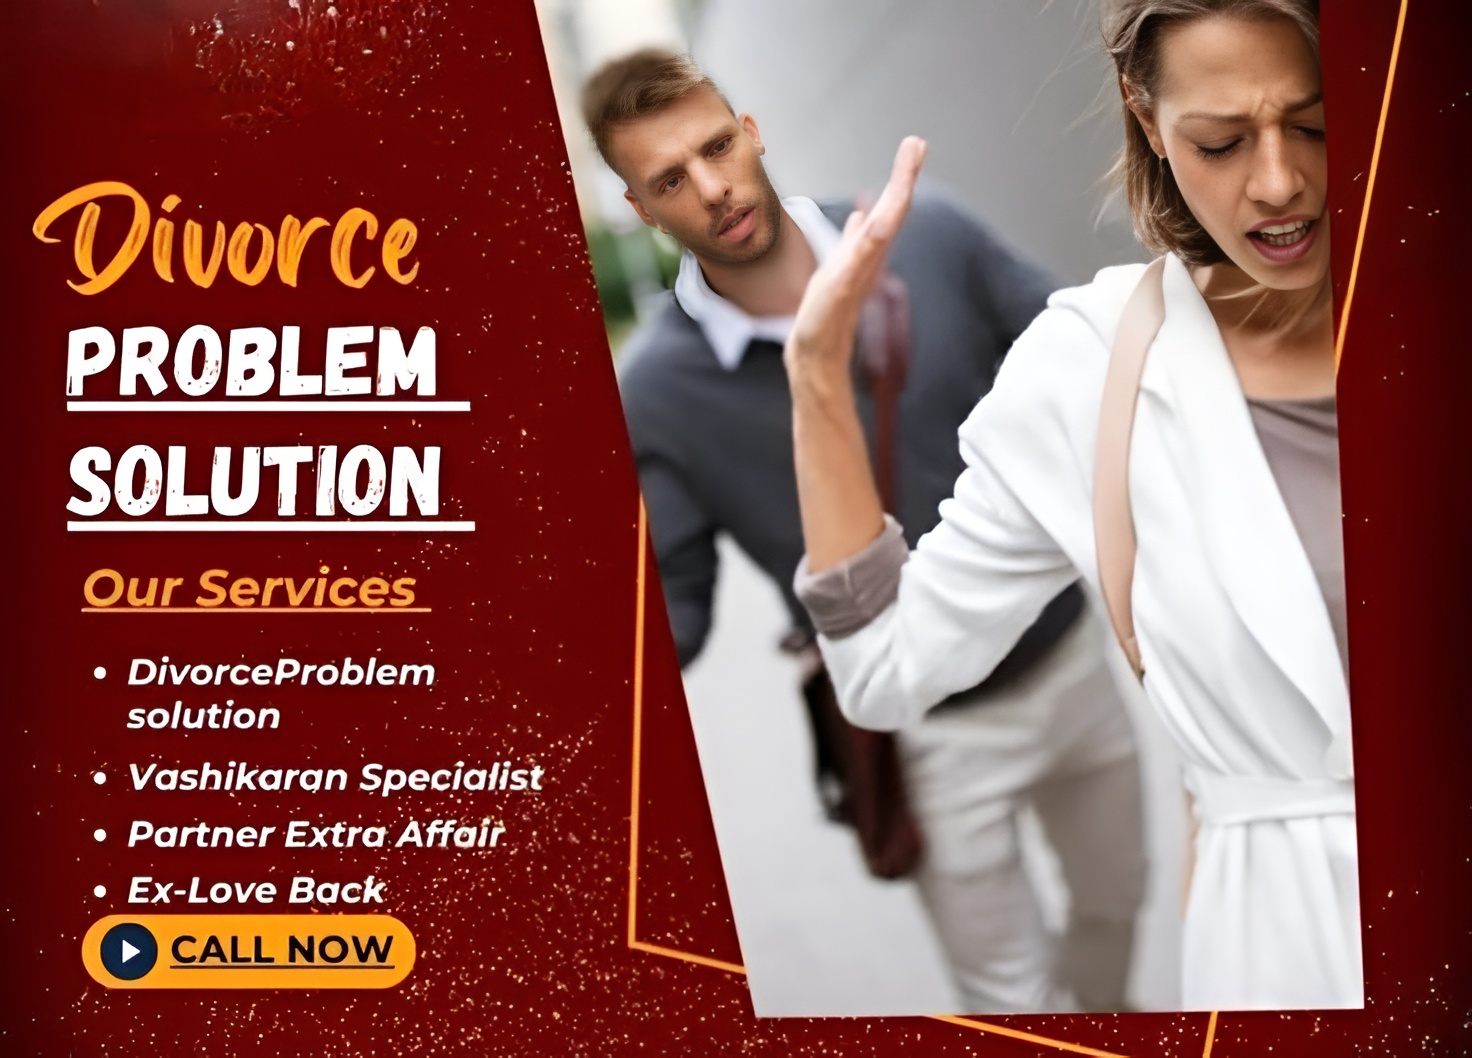 Divorce
PROBLEM
SOLUTION
Our Services
• DivorceProblem
solution
• Vashikaran Specialist
• Partner Extra Affair
• Ex-Love Back
CALL NOW